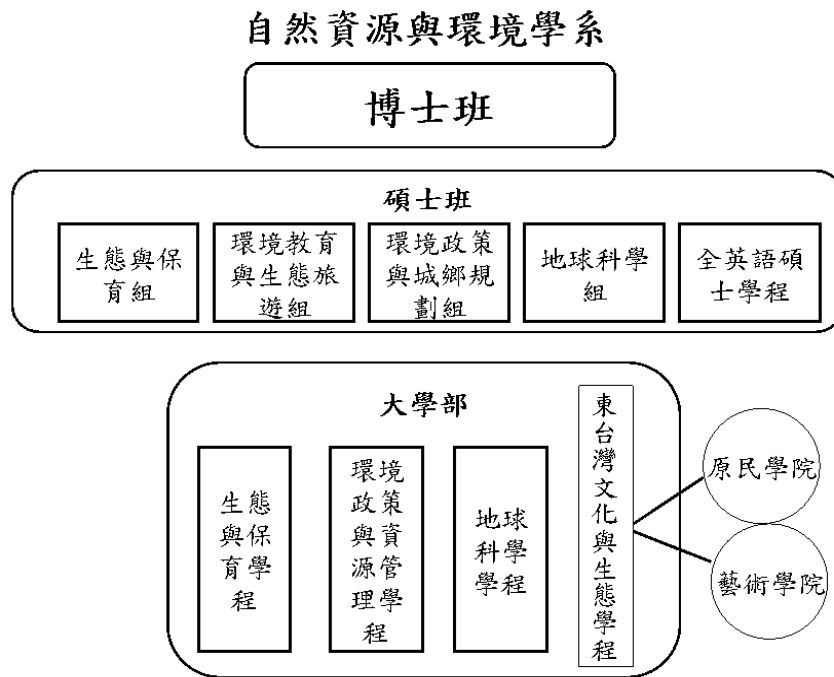 自然資源與環境學系
博士班
碩士班
生態與保
育組
環境教育
與生態旅
遊組
環境政策
與城鄉規
劃組
地球科學
組
全英語碩
士學程
大學部
生態
與保
育學
程
環境
政策
與資
源管
理學
程
地球
科學
學程
東台灣文化與生態學程
原民學院
藝術學院